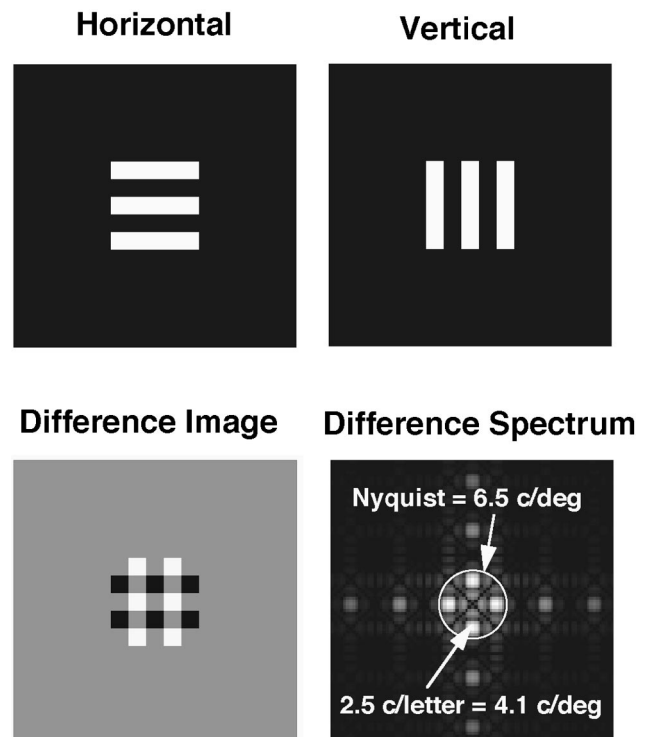 Horizontal
Vertical
Difference Image
Difference Spectrum
Nyquist = 6.5 c/deg
2.5 c/letter = 4.1 c/deg